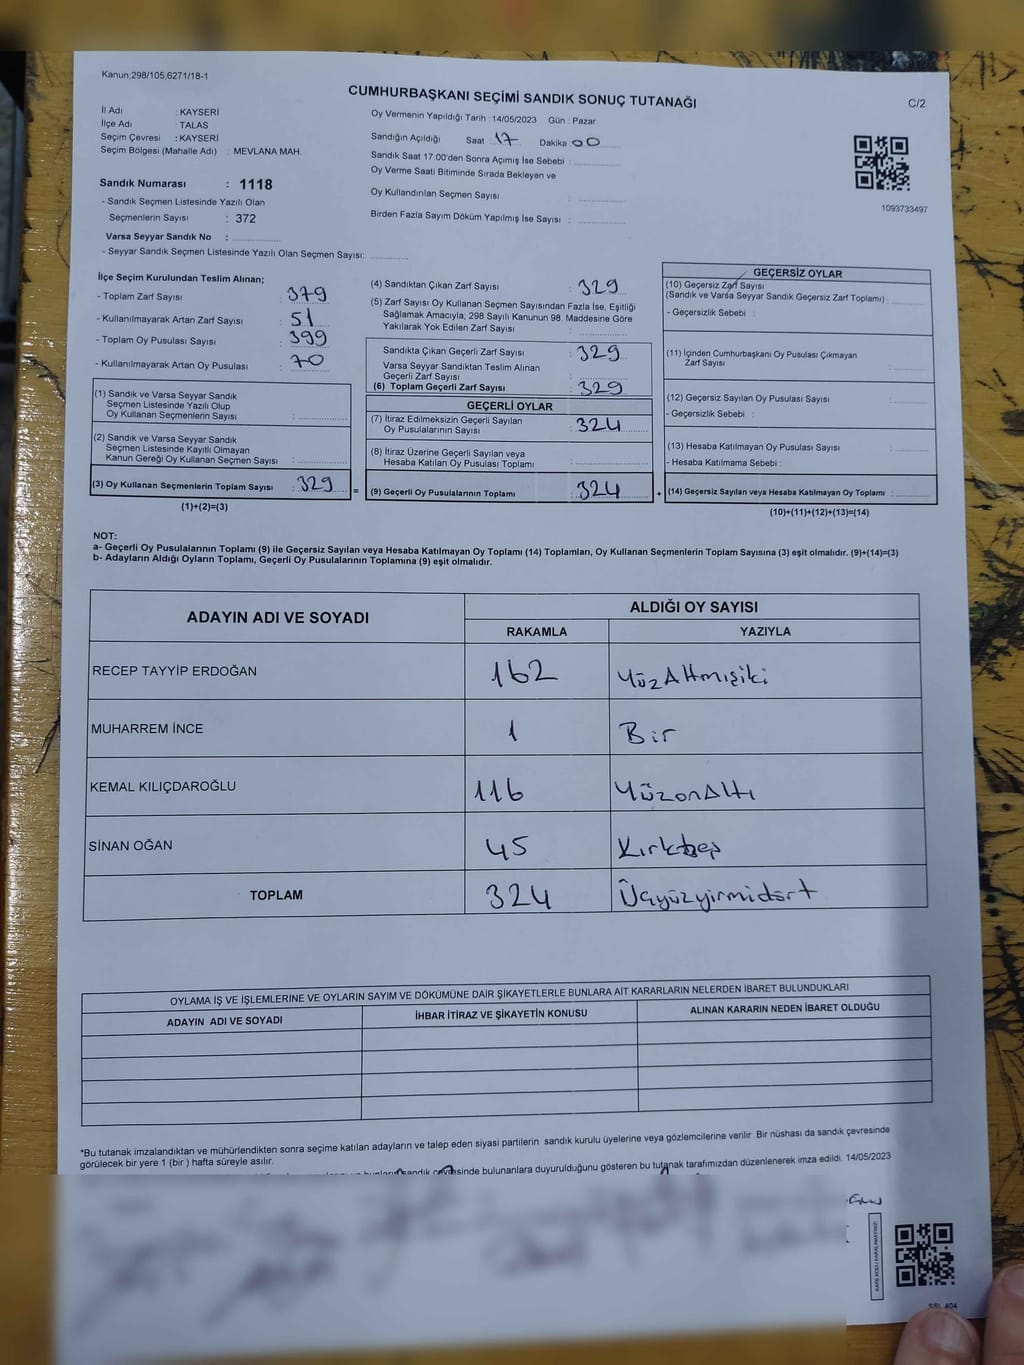 Kanun;298/105,6271/18-1
CUMHURBAŞKANI SEÇİMİ SANDIK SONUÇ TUTANAĞI
C/2
İl Adı : KAYSERİ
İlçe Adı : TALAS
Seçim Çevresi : KAYSERİ
Seçim Bölgesi (Mahalle Adı) : MEVLANA MAH.
Sandık Numarası : 1118
- Sandık Seçmen Listesinde Yazılı Olan
Seçmenlerin Sayısı : 372
Varsa Seyyar Sandık No :
- Seyyar Sandık Seçmen Listesinde Yazılı Olan Seçmen Sayısı:
Oy Vermenin Yapıldığı Tarih :14/05/2023 Gün : Pazar
Sandığın Açıldığı Saat 17 Dakika 00
Sandık Saat 17:00'den Sonra Açımış İse Sebebi :
Oy Verme Saati Bitiminde Sırada Bekleyen ve
Oy Kullandırılan Seçmen Sayısı :
Birden Fazla Sayım Döküm Yapılmış İse Sayısı :
1093733497
İlçe Seçim Kurulundan Teslim Alınan;
- Toplam Zarf Sayısı : 379
- Kullanılmayarak Artan Zarf Sayısı : 51
- Toplam Oy Pusulası Sayısı : 399
- Kullanılmayarak Artan Oy Pusulası : 70
(1) Sandık ve Varsa Seyyar Sandık
Seçmen Listesinde Yazılı Olup
Oy Kullanan Seçmenlerin Sayısı :
(2) Sandık ve Varsa Seyyar Sandık
Seçmen Listesinde Kayıtlı Olmayan
Kanun Gereği Oy Kullanan Seçmen Sayısı :
(3) Oy Kullanan Seçmenlerin Toplam Sayısı : 329 =
(1)+(2)=(3)
(4) Sandıktan Çıkan Zarf Sayısı : 329
(5) Zarf Sayısı Oy Kullanan Seçmen Sayısından Fazla İse, Eşitliği
Sağlamak Amacıyla; 298 Sayılı Kanunun 98. Maddesine Göre
Yakılarak Yok Edilen Zarf Sayısı :
Sandıkta Çıkan Geçerli Zarf Sayısı : 329
Varsa Seyyar Sandıktan Teslim Alınan
Geçerli Zarf Sayısı :
(6) Toplam Geçerli Zarf Sayısı : 329
GEÇERLİ OYLAR
(7) İtiraz Edilmeksizin Geçerli Sayılan
Oy Pusulalarının Sayısı : 324
(8) İtiraz Üzerine Geçerli Sayılan veya
Hesaba Katılan Oy Pusulası Toplamı :
(9) Geçerli Oy Pusulalarının Toplamı : 324 +
GEÇERSİZ OYLAR
(10) Geçersiz Zarf Sayısı
(Sandık ve Varsa Seyyar Sandık Geçersiz Zarf Toplamı) :
- Geçersizlik Sebebi :
(11) İçinden Cumhurbaşkanı Oy Pusulası Çıkmayan
Zarf Sayısı :
(12) Geçersiz Sayılan Oy Pusulası Sayısı :
- Geçersizlik Sebebi :
(13) Hesaba Katılmayan Oy Pusulası Sayısı :
- Hesaba Katılmama Sebebi :
(14) Geçersiz Sayılan veya Hesaba Katılmayan Oy Toplamı :
(10)+(11)+(12)+(13)=(14)
NOT:
a- Geçerli Oy Pusulalarının Toplamı (9) ile Geçersiz Sayılan veya Hesaba Katılmayan Oy Toplamı (14) Toplamları, Oy Kullanan Seçmenlerin Toplam Sayısına (3) eşit olmalıdır. (9)+(14)=(3)
b- Adayların Aldığı Oyların Toplamı, Geçerli Oy Pusulalarının Toplamına (9) eşit olmalıdır.
ADAYIN ADI VE SOYADI
ALDIĞI OY SAYISI
RAKAMLA YAZIYLA
RECEP TAYYİP ERDOĞAN 162 YüzAltmışiki
MUHARREM İNCE 1 Bir
KEMAL KILIÇDAROĞLU 116 YüzonAltı
SİNAN OĞAN 45 Kırkbeş
TOPLAM 324 Üçyüzyirmidört
OYLAMA İŞ VE İŞLEMLERİNE VE OYLARIN SAYIM VE DÖKÜMÜNE DAİR ŞİKAYETLERLE BUNLARA AİT KARARLARIN NELERDEN İBARET BULUNDUKLARI
ADAYIN ADI VE SOYADI İHBAR İTİRAZ VE ŞİKAYETİN KONUSU ALINAN KARARIN NEDEN İBARET OLDUĞU
*Bu tutanak imzalandıktan ve mühürlendikten sonra seçime katılan adayların ve talep eden siyasi partilerin sandık kurulu üyelerine veya gözlemcilerine verilir .Bir nüshası da sandık çevresinde
görülecek bir yere 1 (bir ) hafta süreyle asılır.
sandık çevresinde bulunanlara duyurulduğunu gösteren bu tutanak tarafımızdan düzenlenerek imza edildi. 14/05/2023
KARE KODU KARALAMAYINIZ!
SSL 404